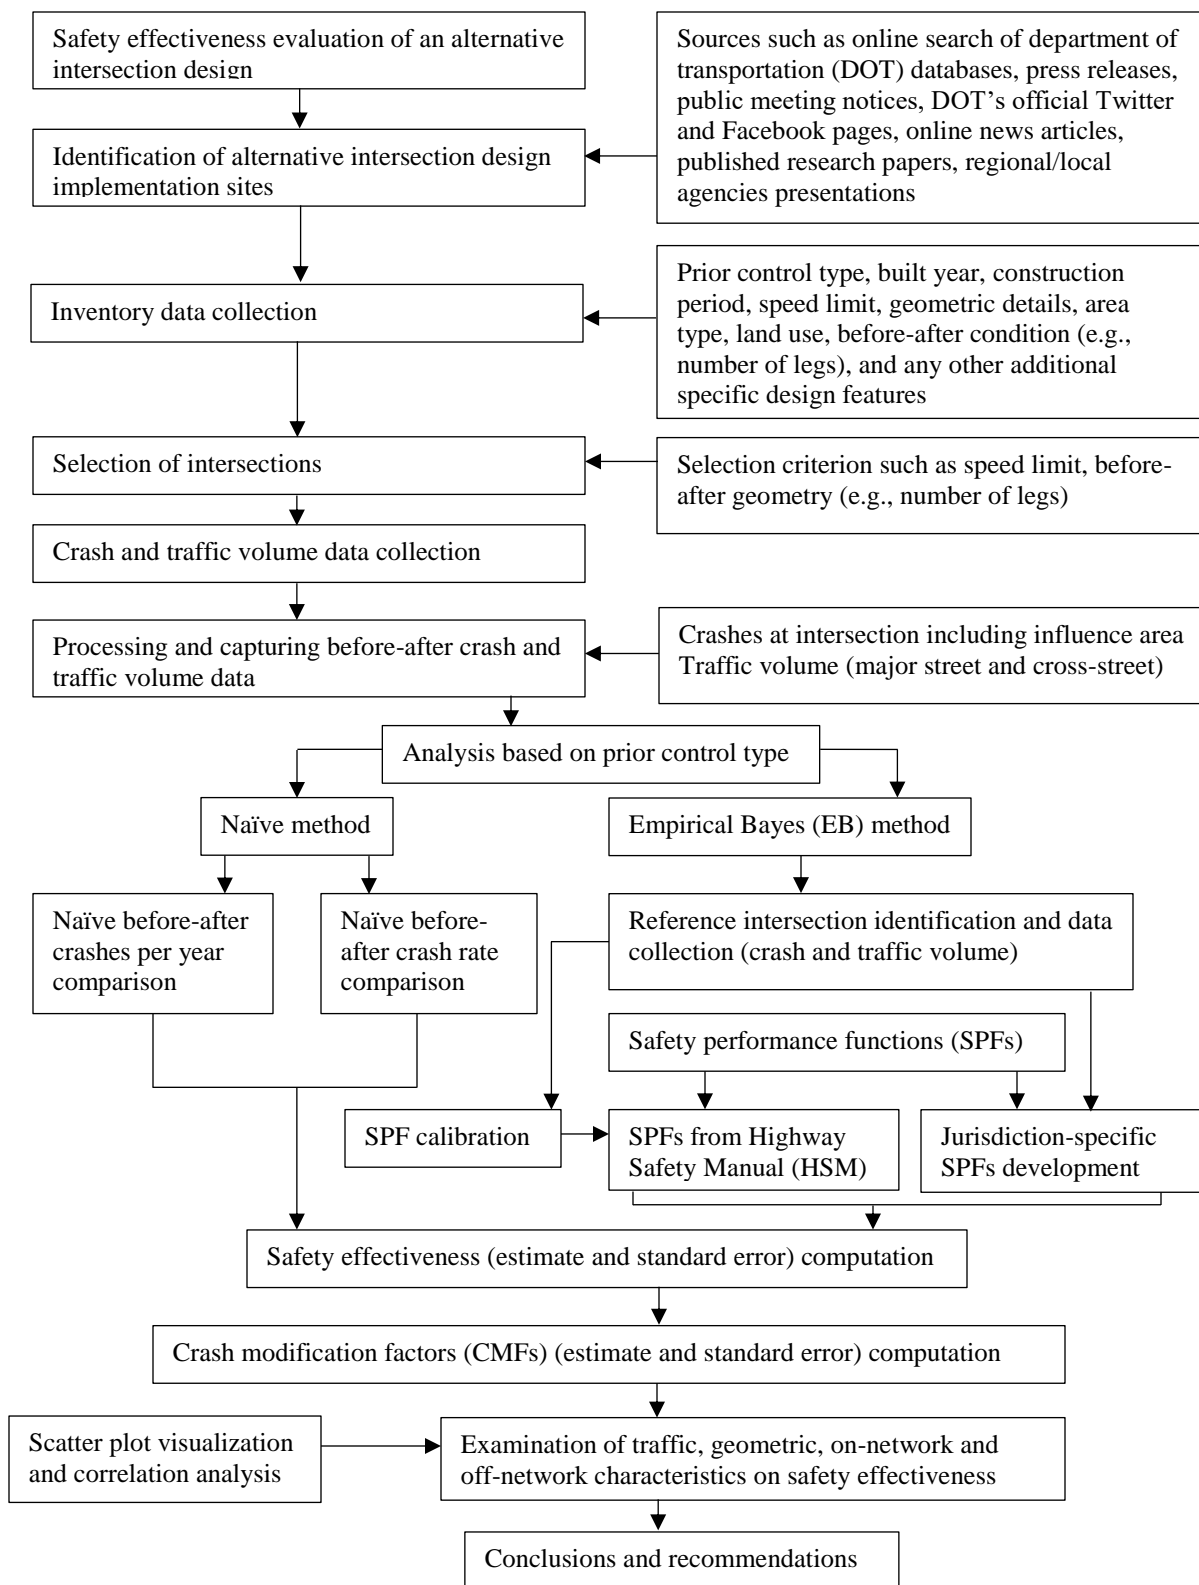 Safety effectiveness evaluation of an alternative
intersection design
Sources such as online search of department of
transportation (DOT) databases, press releases,
public meeting notices, DOT’s official Twitter
and Facebook pages, online news articles,
published research papers, regional/local
agencies presentations
Identification of alternative intersection design
implementation sites
Prior control type, built year, construction
period, speed limit, geometric details, area
type, land use, before-after condition (e.g.,
number of legs), and any other additional
specific design features
Inventory data collection
Selection of intersections
Selection criterion such as speed limit, before-
after geometry (e.g., number of legs)
Crash and traffic volume data collection
Processing and capturing before-after crash and
traffic volume data
Crashes at intersection including influence area
Traffic volume (major street and cross-street)
Analysis based on prior control type
Naïve method
Empirical Bayes (EB) method
Naïve before-after
crashes per year
comparison
Naïve before-
after crash rate
comparison
Reference intersection identification and data
collection (crash and traffic volume)
Safety performance functions (SPFs)
SPF calibration
SPFs from Highway
Safety Manual (HSM)
Jurisdiction-specific
SPFs development
Safety effectiveness (estimate and standard error) computation
Crash modification factors (CMFs) (estimate and standard error) computation
Scatter plot visualization
and correlation analysis
Examination of traffic, geometric, on-network and
off-network characteristics on safety effectiveness
Conclusions and recommendations